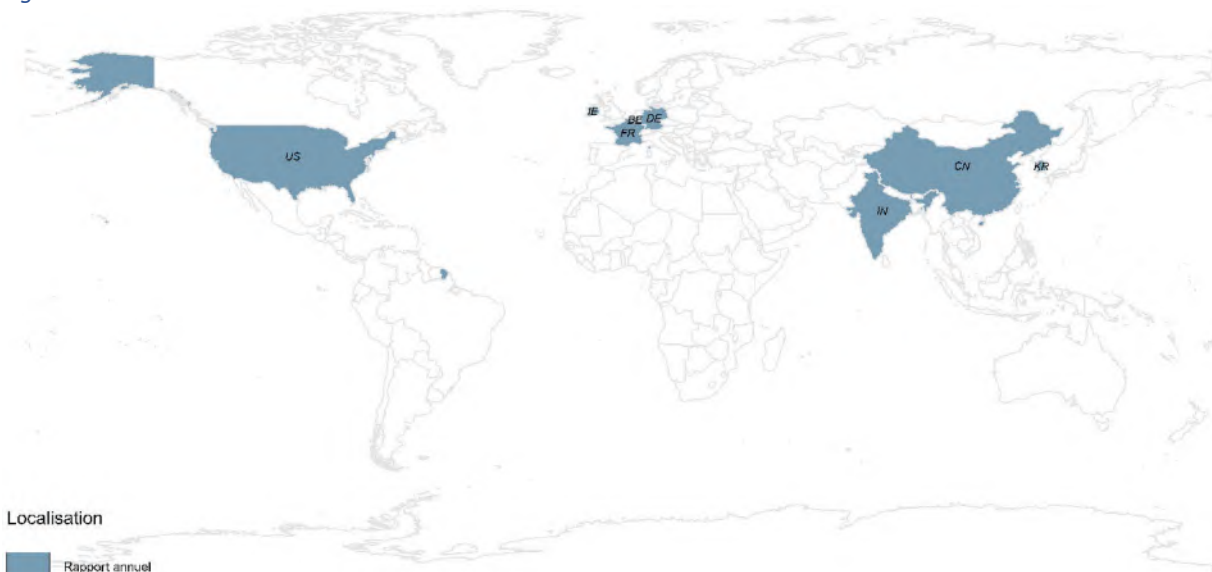 IE
BE DE
FR
US
CN
KR
IN
Localisation
Rapport annuel